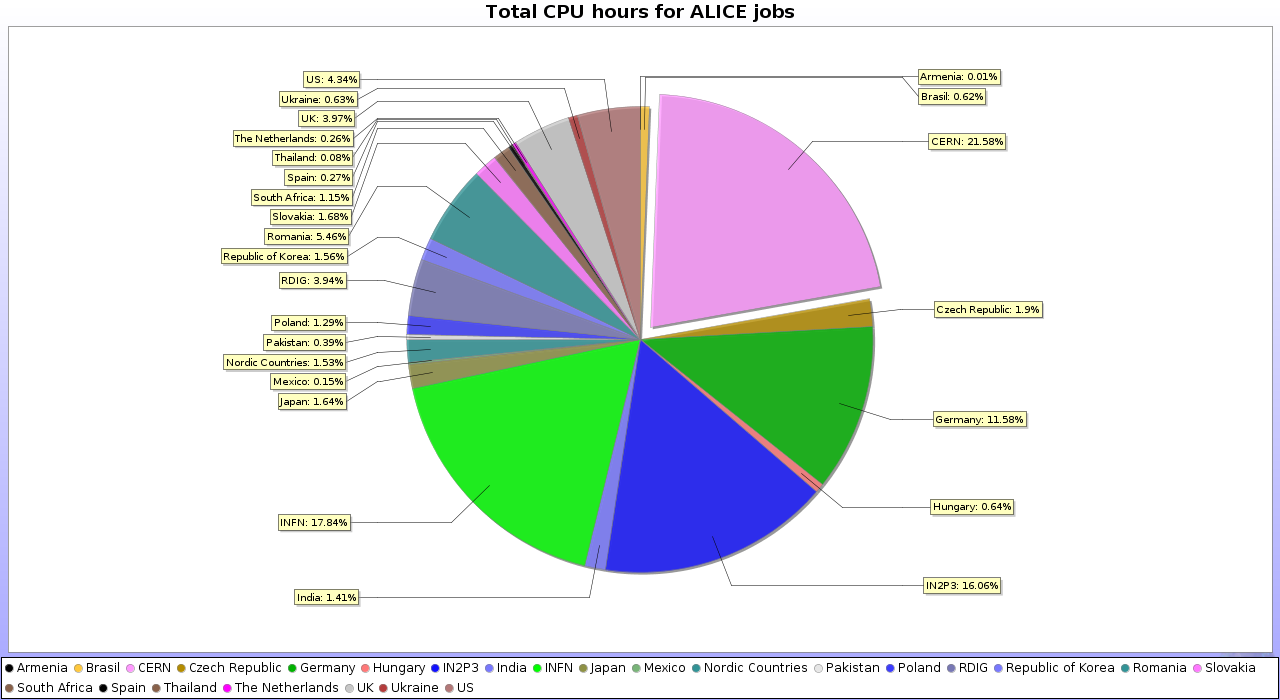 Total CPU hours for ALICE jobs
US: 4.34%
Armenia: 0.01%
Ukraine: 0.63%
Brasil: 0.62%
UK: 3.97%
The Netherlands: 0.26%
CERN: 21.58%
Thailand: 0.08%
Spain: 0.27%
South Africa: 1.15%
Slovakia: 1.68%
Romania: 5.46%
Republic of Korea: 1.56%
RDIG: 3.94%
Czech Republic: 1.9%
Poland: 1.29%
Pakistan: 0.39%
Nordic Countries: 1.53%
Mexico: 0.15%
Japan: 1.64%
Germany: 11.58%
Hungary: 0.64%
INFN: 17.84%
IN2P3: 16.06%
India: 1.41%
Armenia Brasil CERN Czech Republic Germany Hungary IN2P3 India INFN Japan Mexico Nordic Countries Pakistan Poland RDIG Republic of Korea Romania Slovakia
South Africa Spain Thailand The Netherlands UK Ukraine US